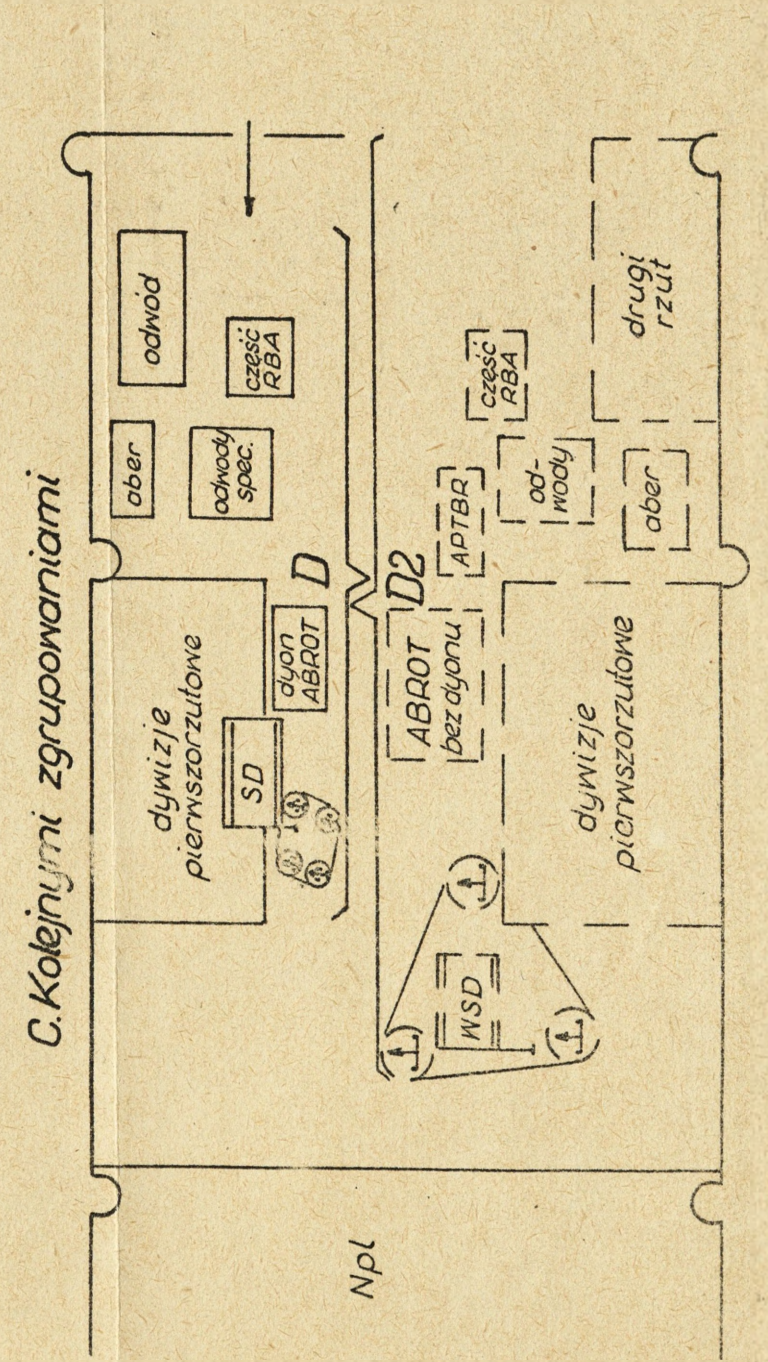 C. Kolejnymi zgrupowaniami
aber
odwód
odwody
spec.
część
RBA
dywizje
pierwszorzutowe
SD
dyon
ABROT
D
D2
ABROT
bez dyonu
APTBR
część
RBA
od-
wody
aber
drugi
rzut
WSD
dywizje
pierwszorzutowe
Npl